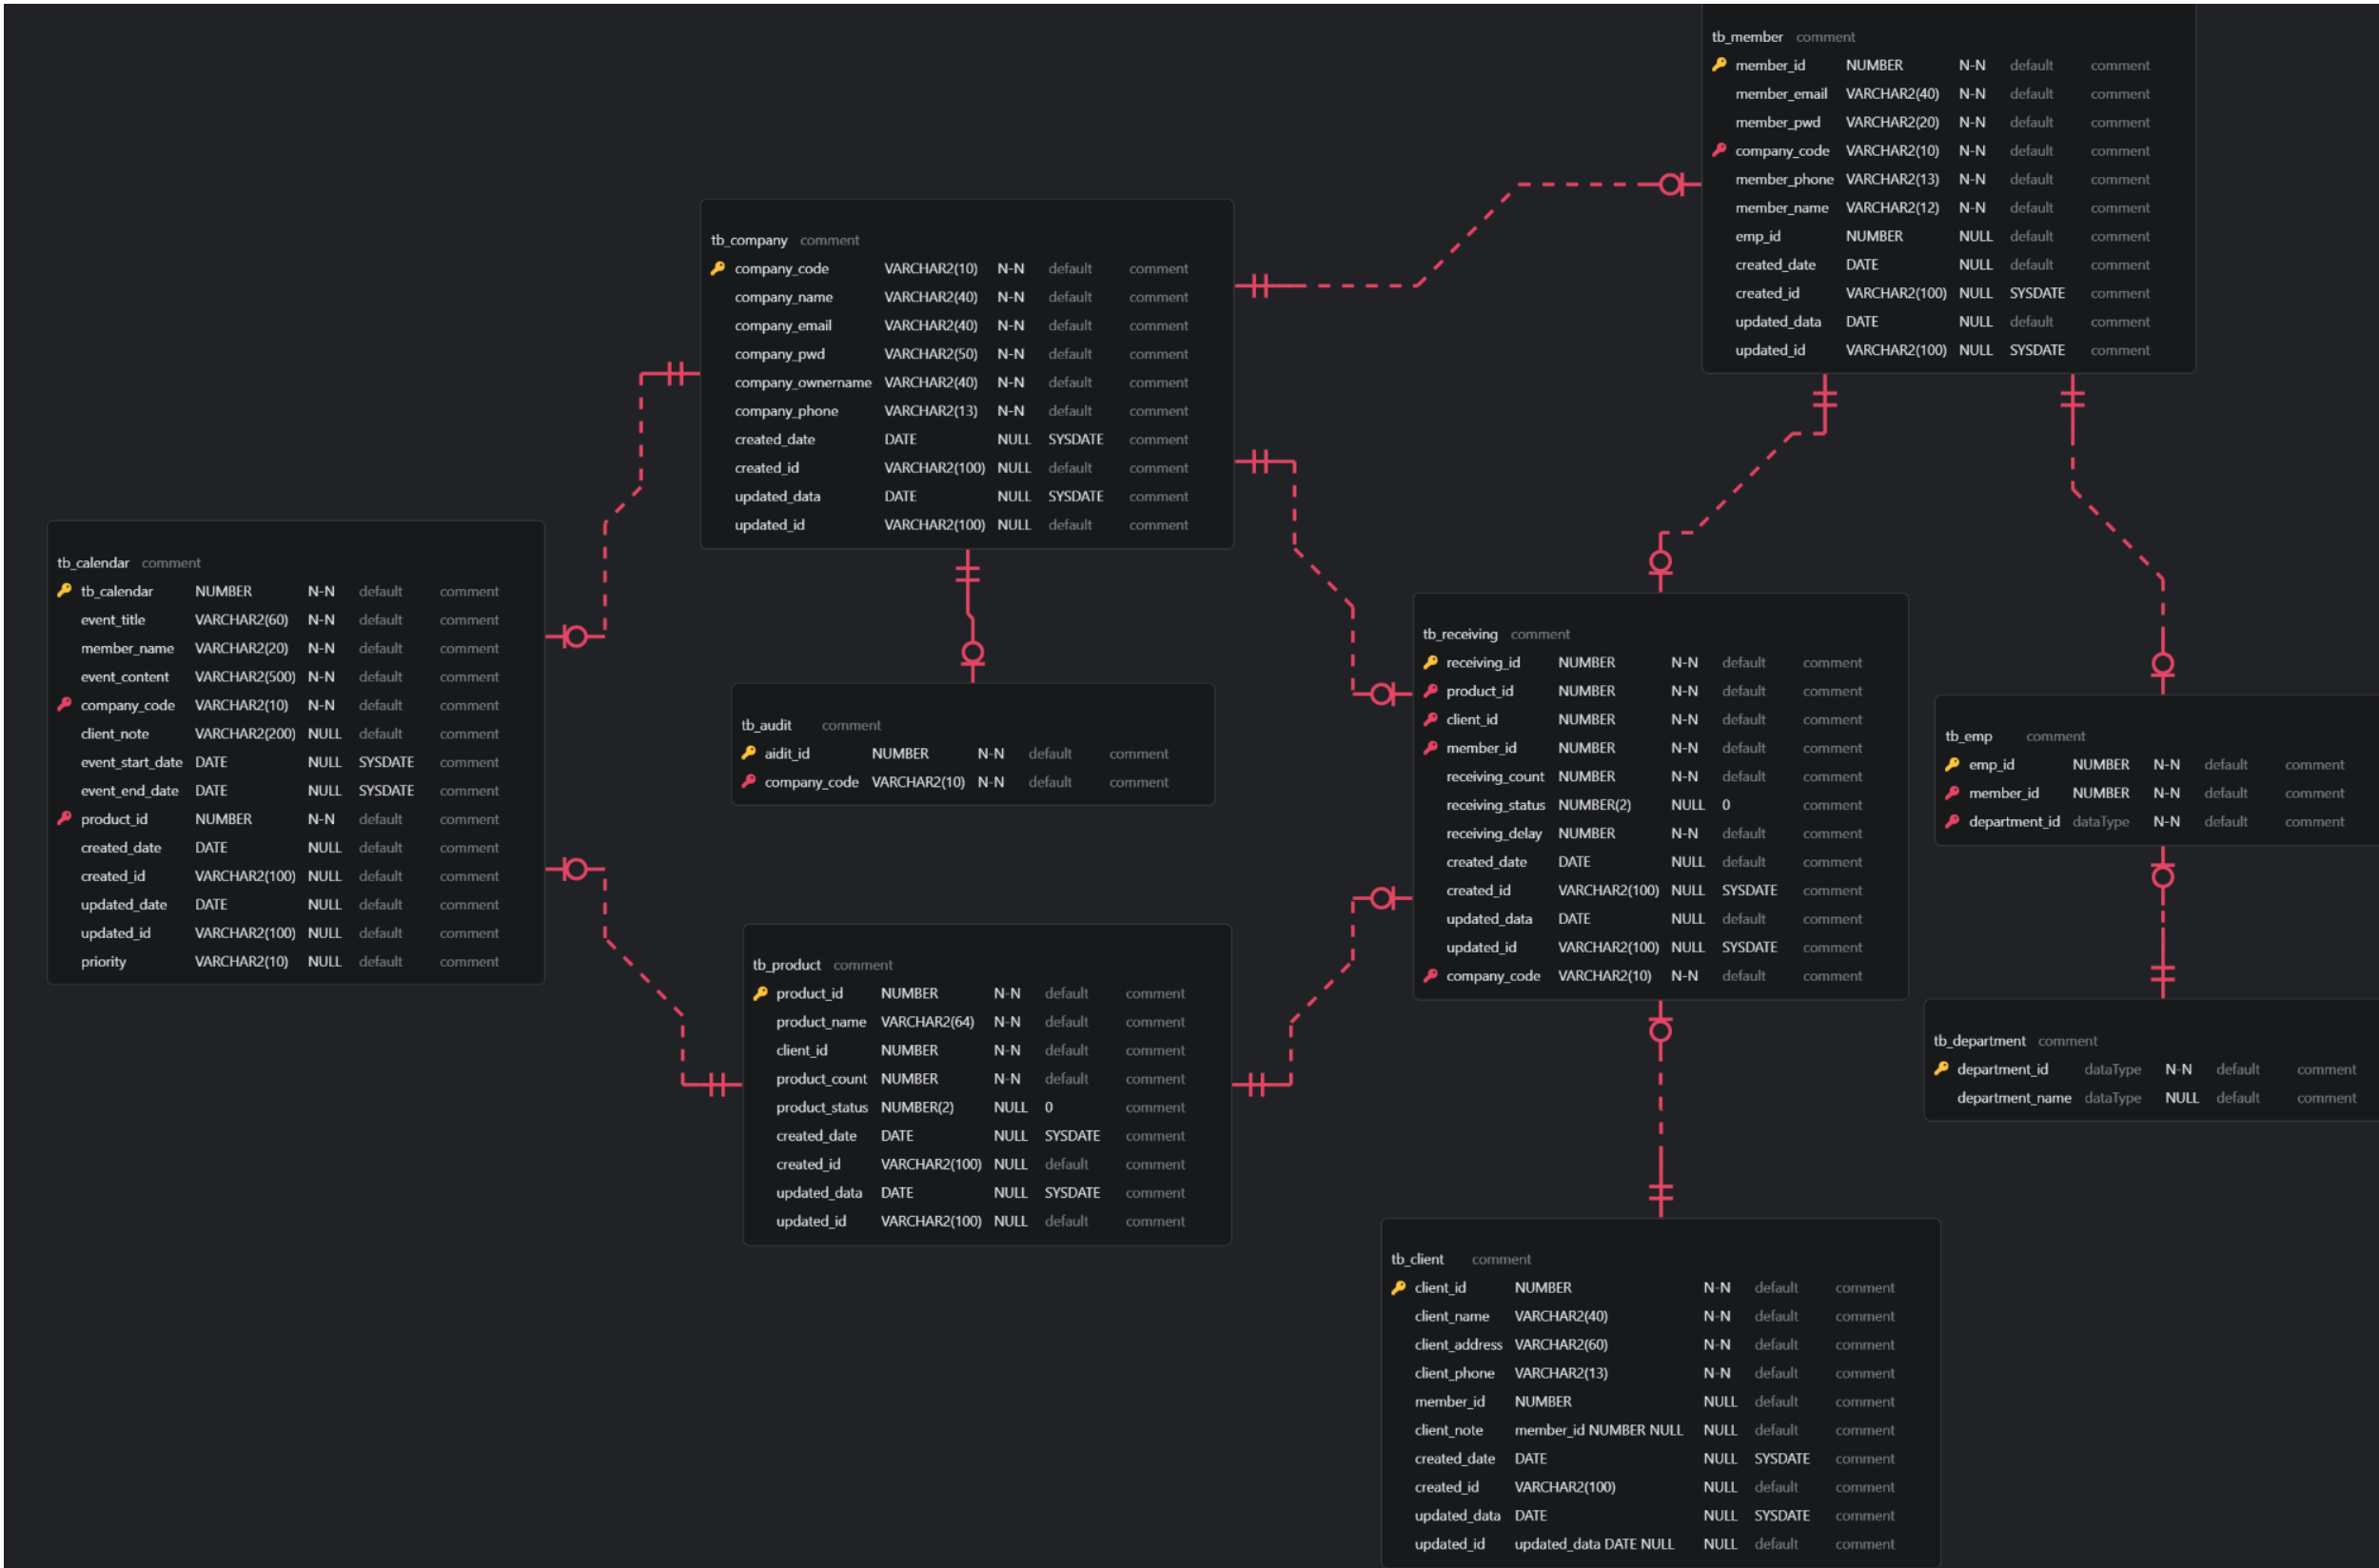 tb_member comment
member_id NUMBER N-N default comment
member_email VARCHAR2(40) N-N default comment
member_pwd VARCHAR2(20) N-N default comment
company_code VARCHAR2(10) N-N default comment
member_phone VARCHAR2(13) N-N default comment
member_name VARCHAR2(12) N-N default comment
emp_id NUMBER NULL default comment
created_date DATE NULL default comment
created_id VARCHAR2(100) NULL SYSDATE comment
updated_data DATE NULL default comment
updated_id VARCHAR2(100) NULL SYSDATE comment
tb_company comment
company_code VARCHAR2(10) N-N default comment
company_name VARCHAR2(40) N-N default comment
company_email VARCHAR2(40) N-N default comment
company_pwd VARCHAR2(50) N-N default comment
company_ownername VARCHAR2(40) N-N default comment
company_phone VARCHAR2(13) N-N default comment
created_date DATE NULL SYSDATE comment
created_id VARCHAR2(100) NULL default comment
updated_data DATE NULL SYSDATE comment
updated_id VARCHAR2(100) NULL default comment
tb_calendar comment
tb_calendar NUMBER N-N default comment
event_title VARCHAR2(60) N-N default comment
member_name VARCHAR2(20) N-N default comment
event_content VARCHAR2(500) N-N default comment
company_code VARCHAR2(10) N-N default comment
client_note VARCHAR2(200) NULL default comment
event_start_date DATE NULL SYSDATE comment
event_end_date DATE NULL SYSDATE comment
product_id NUMBER N-N default comment
created_date DATE NULL default comment
created_id VARCHAR2(100) NULL default comment
updated_date DATE NULL default comment
updated_id VARCHAR2(100) NULL default comment
priority VARCHAR2(10) NULL default comment
tb_audit comment
aidit_id NUMBER N-N default comment
company_code VARCHAR2(10) N-N default comment
tb_receiving comment
receiving_id NUMBER N-N default comment
product_id NUMBER N-N default comment
client_id NUMBER N-N default comment
member_id NUMBER N-N default comment
receiving_count NUMBER N-N default comment
receiving_status NUMBER(2) NULL 0 comment
receiving_delay NUMBER N-N default comment
created_date DATE NULL default comment
created_id VARCHAR2(100) NULL SYSDATE comment
updated_data DATE NULL default comment
updated_id VARCHAR2(100) NULL SYSDATE comment
company_code VARCHAR2(10) N-N default comment
tb_emp comment
emp_id NUMBER N-N default comment
member_id NUMBER N-N default comment
department_id dataType N-N default comment
tb_product comment
product_id NUMBER N-N default comment
product_name VARCHAR2(64) N-N default comment
client_id NUMBER N-N default comment
product_count NUMBER N-N default comment
product_status NUMBER(2) NULL 0 comment
created_date DATE NULL SYSDATE comment
created_id VARCHAR2(100) NULL default comment
updated_data DATE NULL SYSDATE comment
updated_id VARCHAR2(100) NULL default comment
tb_department comment
department_id dataType N-N default comment
department_name dataType NULL default comment
tb_client comment
client_id NUMBER N-N default comment
client_name VARCHAR2(40) N-N default comment
client_address VARCHAR2(60) N-N default comment
client_phone VARCHAR2(13) N-N default comment
member_id NUMBER NULL default comment
client_note member_id NUMBER NULL NULL default comment
created_date DATE NULL SYSDATE comment
created_id VARCHAR2(100) NULL default comment
updated_data DATE NULL SYSDATE comment
updated_id updated_data DATE NULL NULL default comment